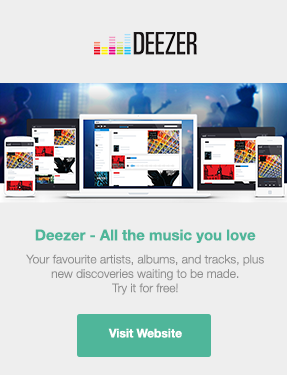 DEEZER
Deezer - All the music you love
Your favourite artists, albums, and tracks, plus
new discoveries waiting to be made.
Try it for free!
Visit Website